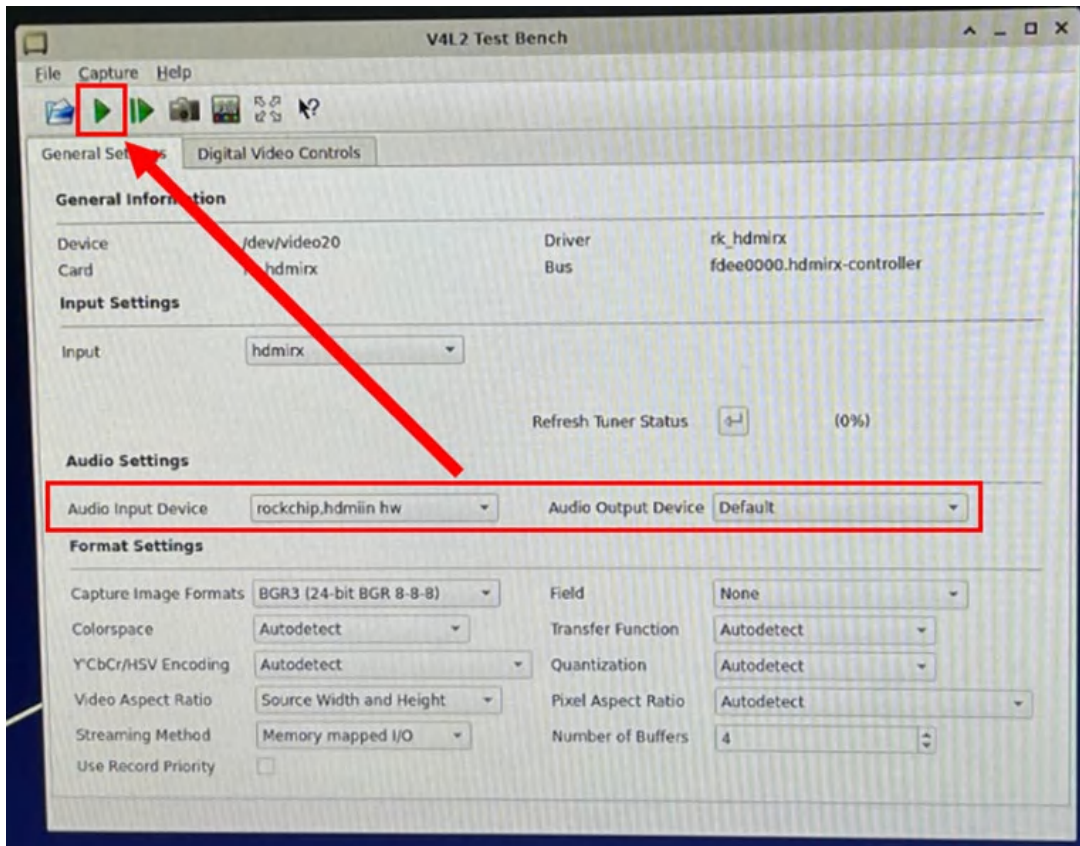 V4L2 Test Bench
File Capture Help
General Settings Digital Video Controls
General Information
Device /dev/video20 Driver rk_hdmirx
Card hdmirx Bus fdee0000.hdmirx-controller
Input Settings
Input hdmirx
Refresh Tuner Status (0%)
Audio Settings
Audio Input Device rockchip,hdmiin hw Audio Output Device Default
Format Settings
Capture Image Formats BGR3 (24-bit BGR 8-8-8) Field None
Colorspace Autodetect Transfer Function Autodetect
Y'CbCr/HSV Encoding Autodetect Quantization Autodetect
Video Aspect Ratio Source Width and Height Pixel Aspect Ratio Autodetect
Streaming Method Memory mapped I/O Number of Buffers 4
Use Record Priority